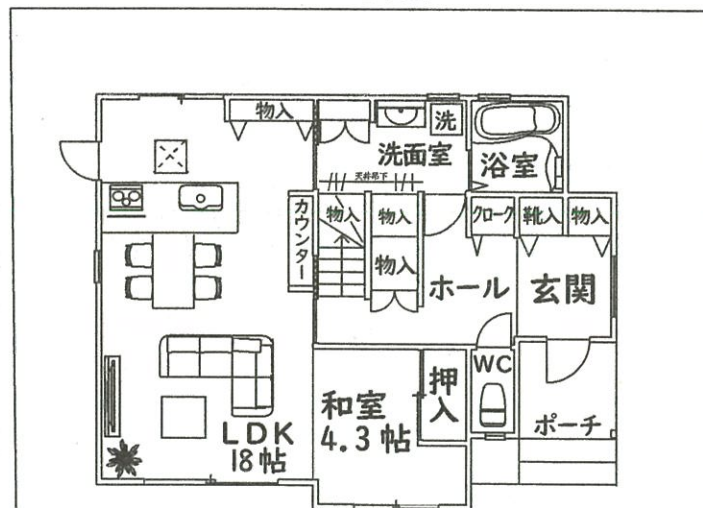 物入
洗
洗面室
浴室
天井吊下
カウンター
物入
物入
クローク
靴入
物入
物入
ホール
玄関
WC
押入
和室
4.3帖
ポーチ
LDK
18帖